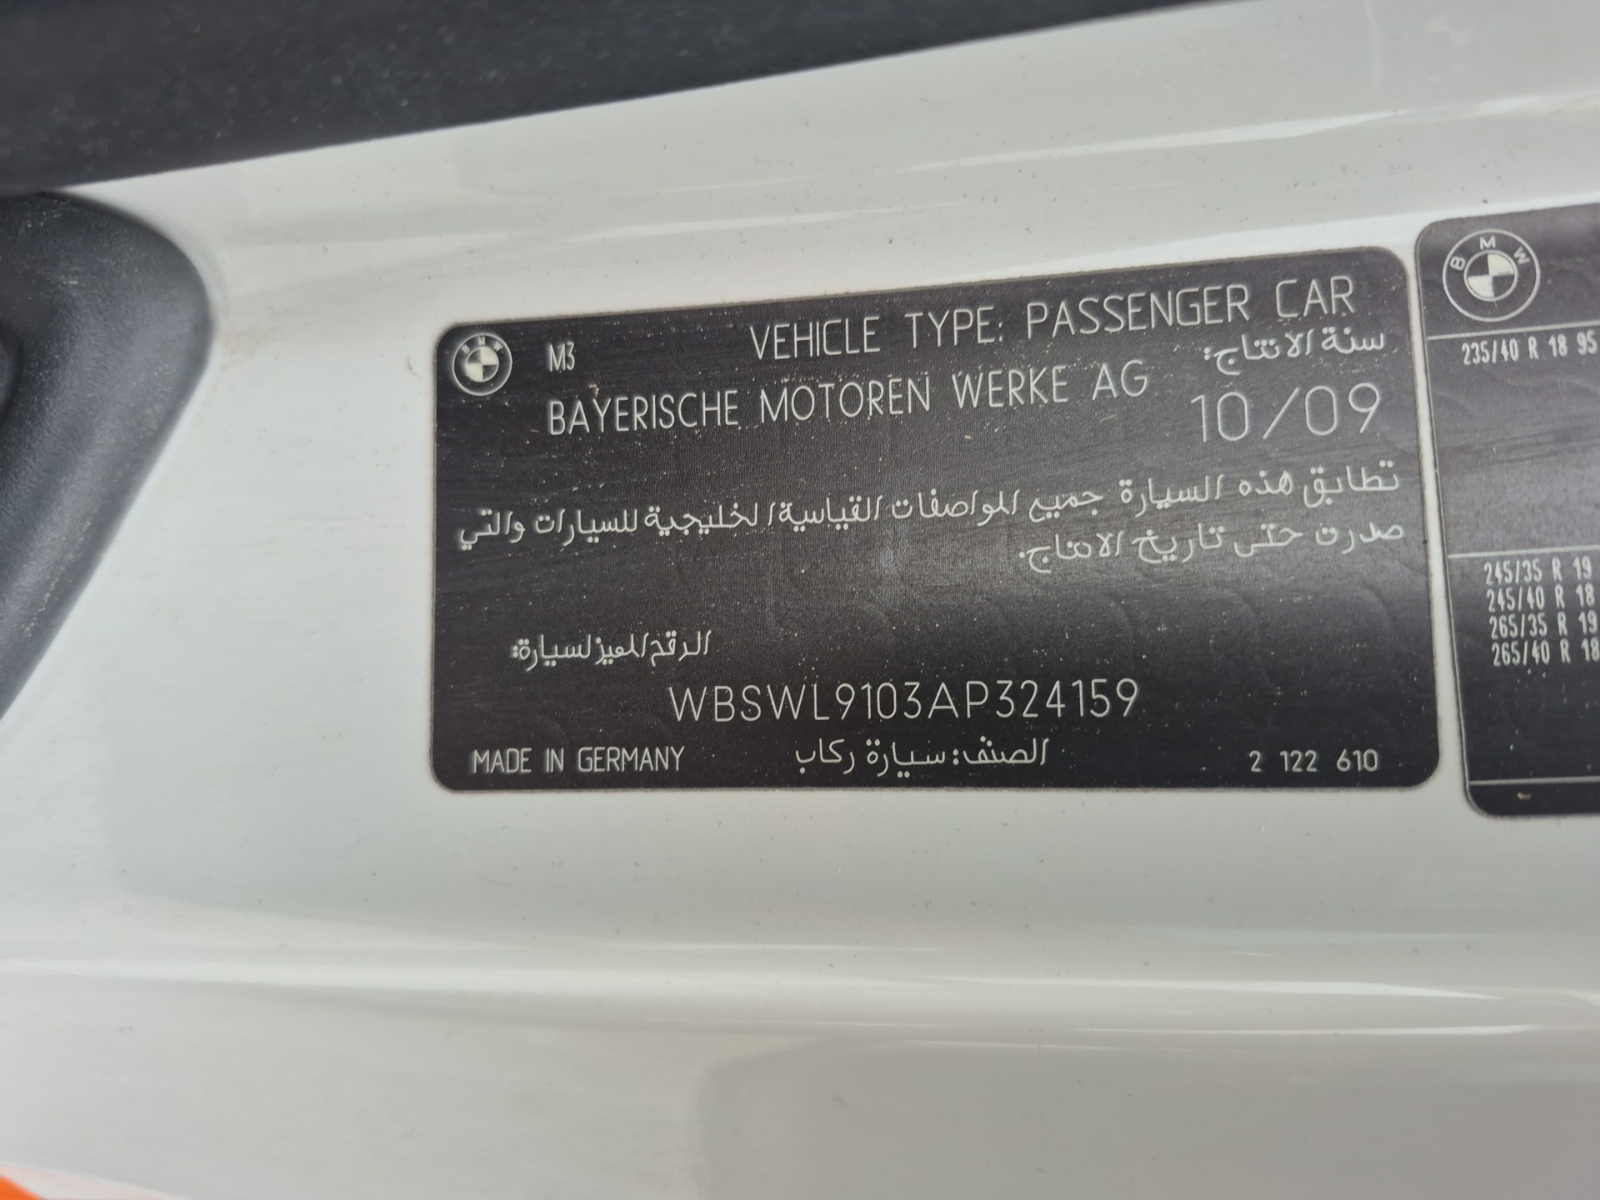 M3
VEHICLE TYPE: PASSENGER CAR
BAYERISCHE MOTOREN WERKE AG
سنة الانتاج:
10/09
تطابق هذه السيارة جميع المواصفات القياسية الخليجية للسيارات والتي
صدرت حتى تاريخ الانتاج.
الرقم المميز لسيارة:
WBSWL9103AP324159
MADE IN GERMANY
الصنف: سيارة ركاب
2 122 610
BMW
235/40 R 18 95
245/35 R 19
245/40 R 18
265/35 R 19
265/40 R 18